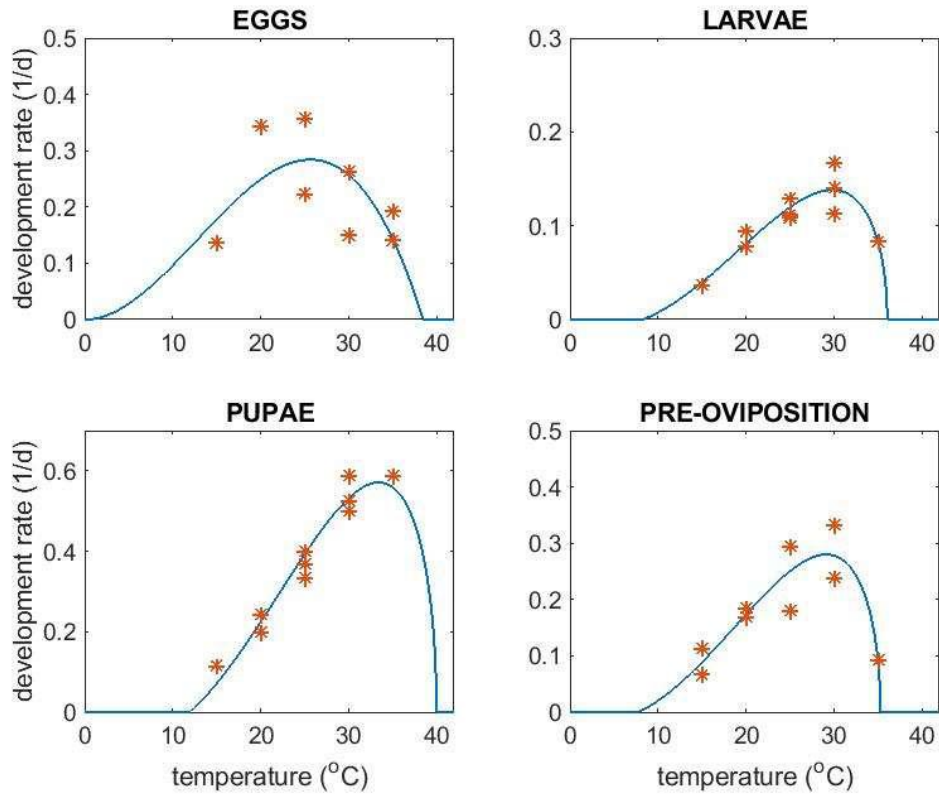 EGGS
development rate (1/d)
0.5
0.4
0.3
0.2
0.1
0
0 10 20 30 40
LARVAE
0.3
0.2
0.1
0
0 10 20 30 40
PUPAE
development rate (1/d)
0.6
0.4
0.2
0
0 10 20 30 40
temperature (°C)
PRE-OVIPOSITION
0.5
0.4
0.3
0.2
0.1
0
0 10 20 30 40
temperature (°C)